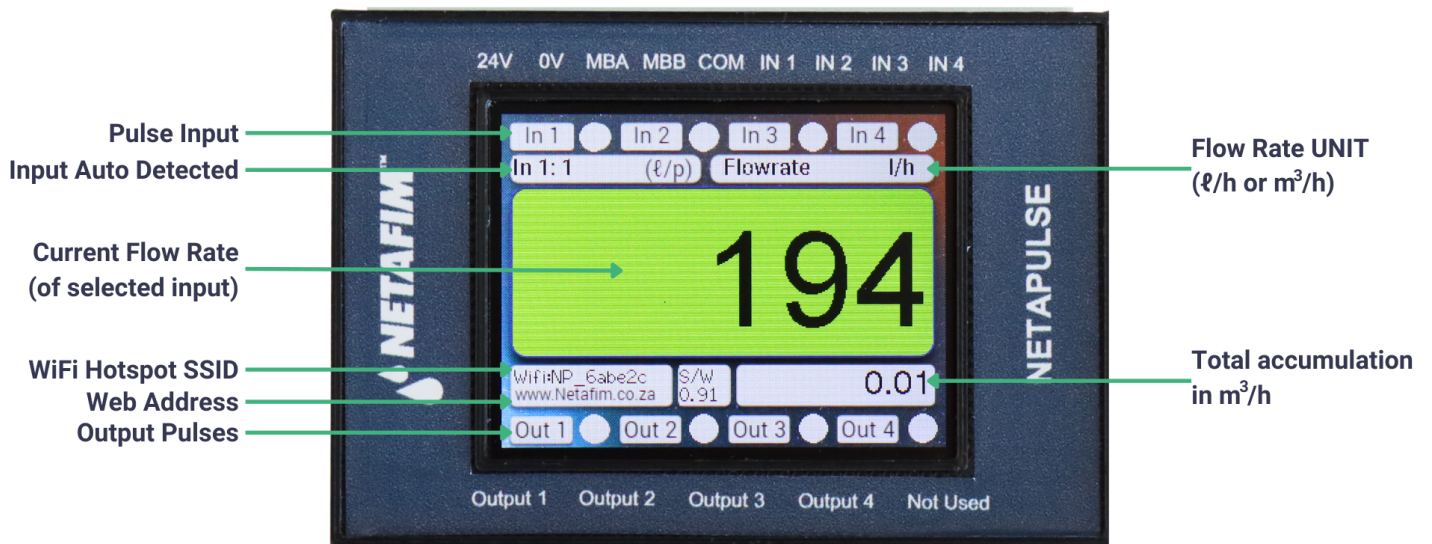 24V 0V MBA MBB COM IN 1 IN 2 IN 3 IN 4
Pulse Input
In 1 In 2 In 3 In 4
Input Auto Detected
In 1: 1 (ℓ/p) Flowrate l/h
Flow Rate UNIT
(ℓ/h or m³/h)
NETAFIM™
NETAPULSE
Current Flow Rate
(of selected input)
194
WiFi Hotspot SSID
Wifi:NP_6abe2c
Web Address
www.Netafim.co.za
S/W
0.91
0.01
Total accumulation
in m³/h
Output Pulses
Out 1 Out 2 Out 3 Out 4
Output 1 Output 2 Output 3 Output 4 Not Used